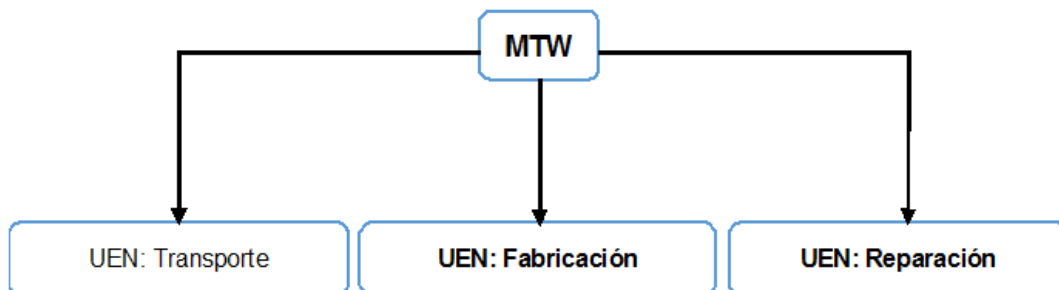 MTW
UEN: Transporte
UEN: Fabricación
UEN: Reparación